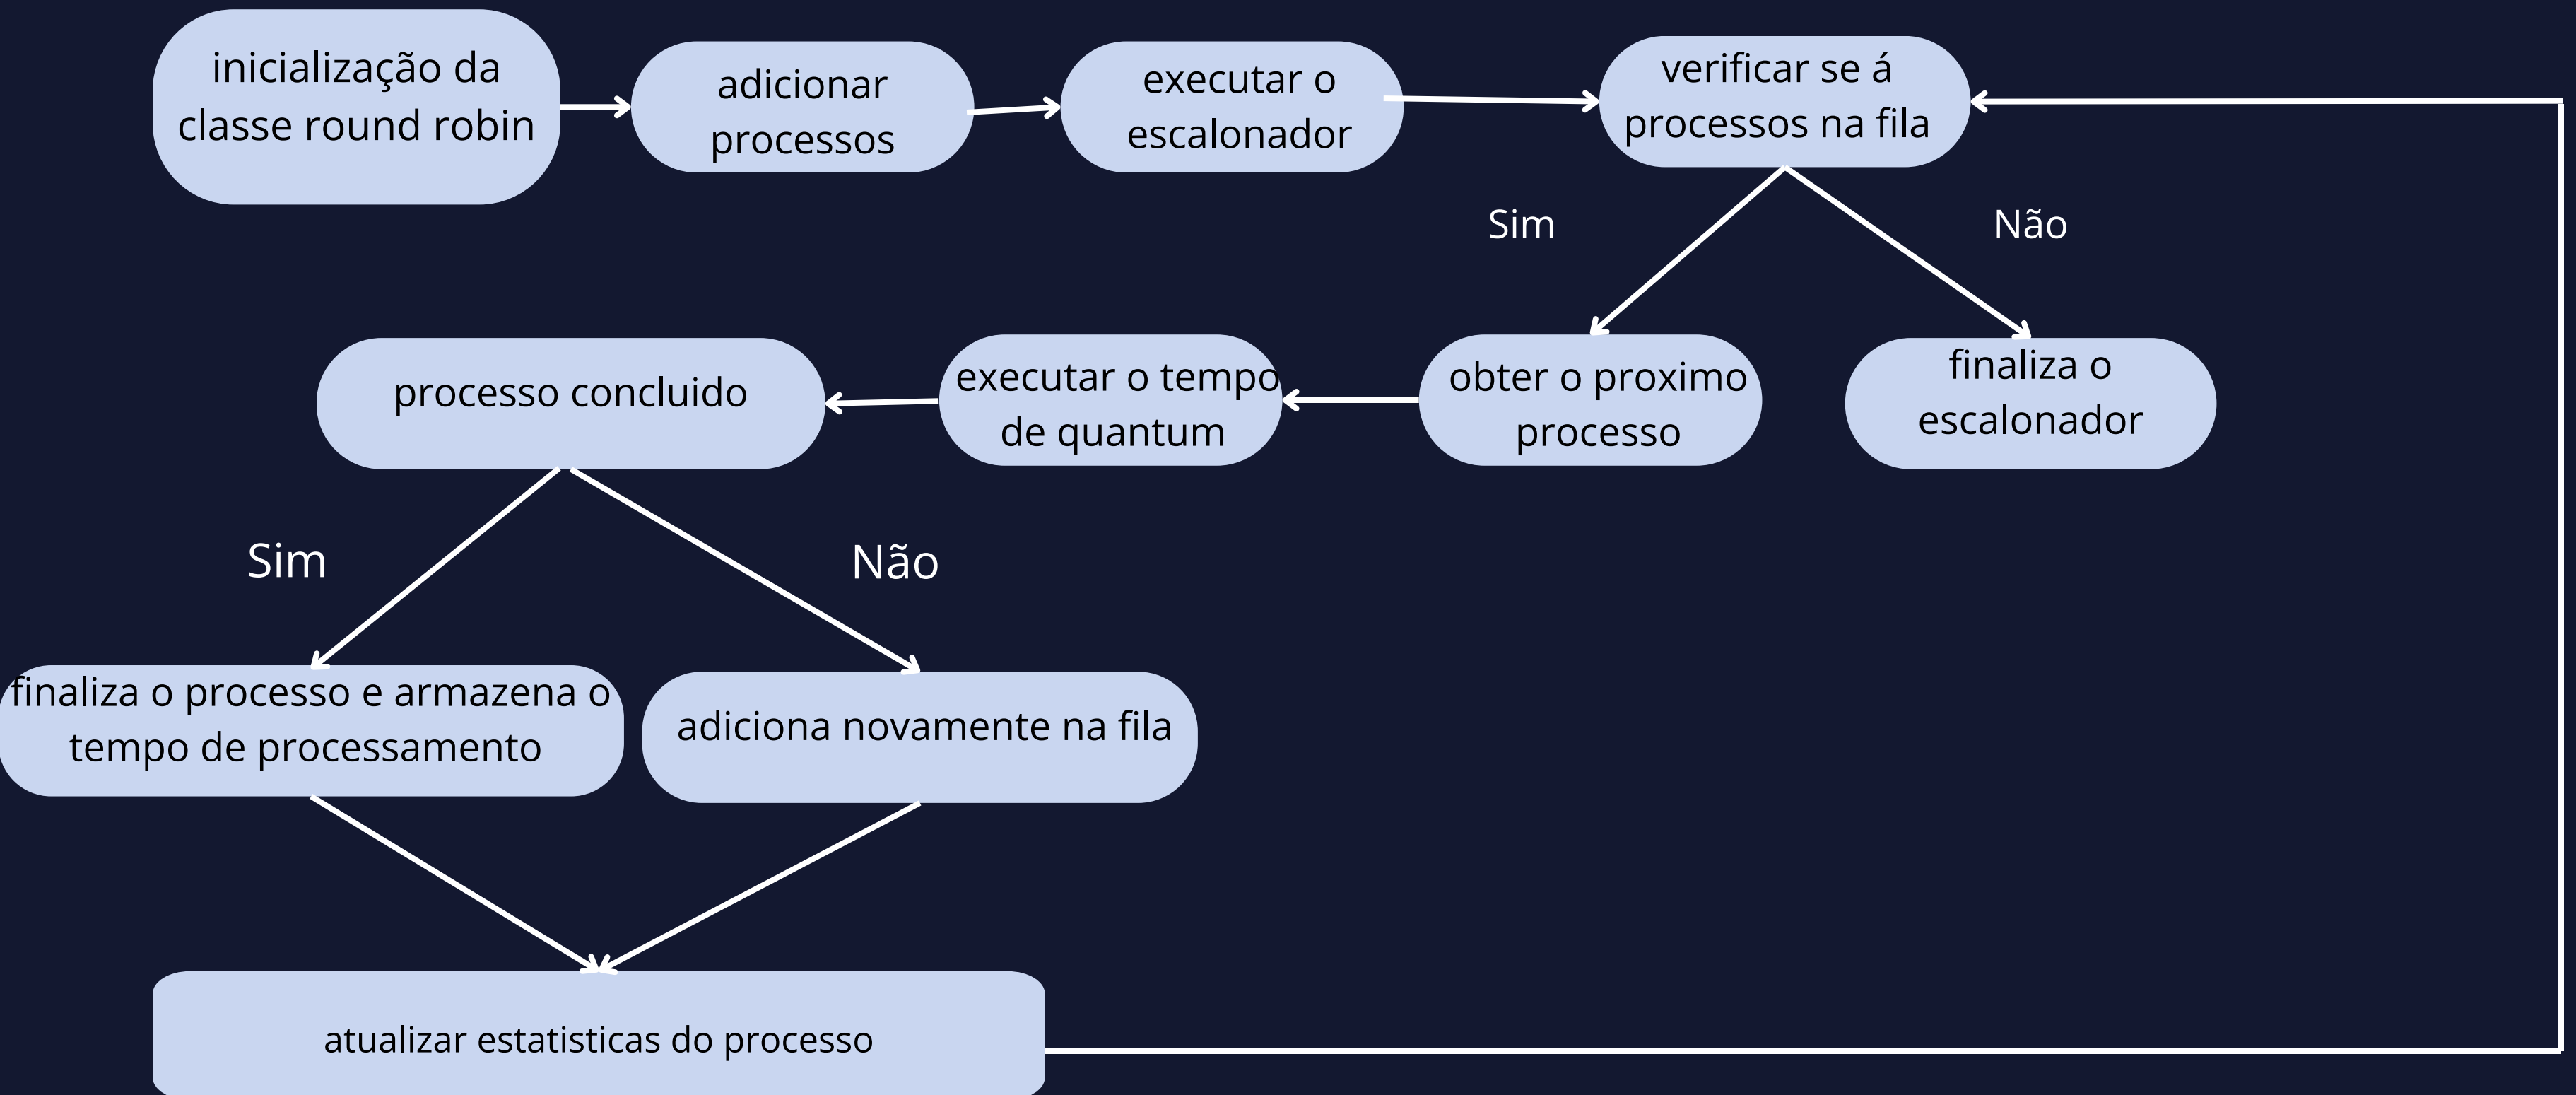 inicialização da
classe round robin
adicionar
processos
executar o
escalonador
verificar se á
processos na fila
Sim
Não
processo concluido
executar o tempo
de quantum
obter o proximo
processo
finaliza o
escalonador
Sim
Não
finaliza o processo e armazena o
tempo de processamento
adiciona novamente na fila
atualizar estatisticas do processo